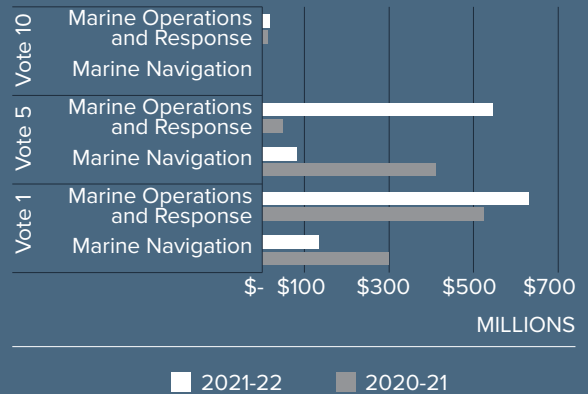 Vote 10
Marine Operations
and Response
Marine Navigation
Vote 5
Marine Operations
and Response
Marine Navigation
Vote 1
Marine Operations
and Response
Marine Navigation
$- $100 $300 $500 $700
MILLIONS
2021-22 2020-21